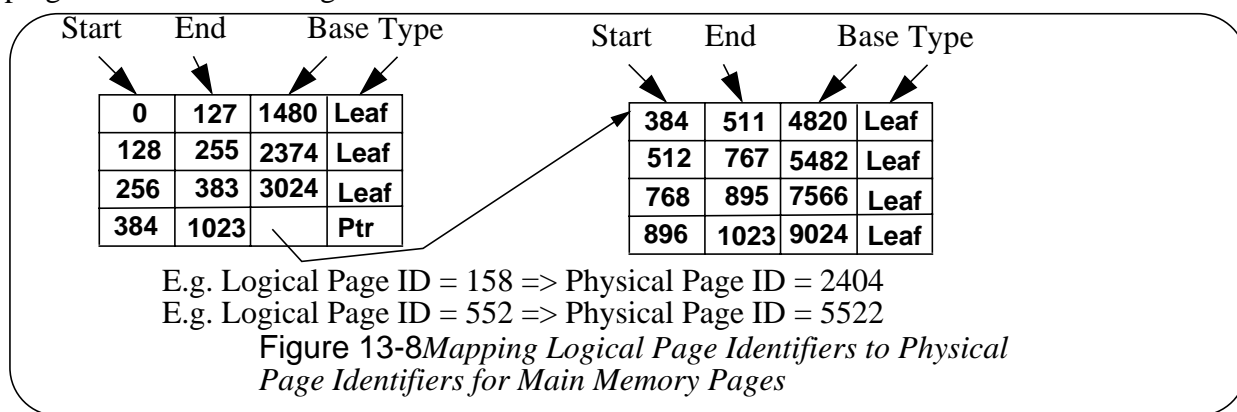 Start End Base Type
0 127 1480 Leaf
128 255 2374 Leaf
256 383 3024 Leaf
384 1023 Ptr
Start End Base Type
384 511 4820 Leaf
512 767 5482 Leaf
768 895 7566 Leaf
896 1023 9024 Leaf
E.g. Logical Page ID = 158 => Physical Page ID = 2404
E.g. Logical Page ID = 552 => Physical Page ID = 5522
Figure 13-8Mapping Logical Page Identifiers to Physical
Page Identifiers for Main Memory Pages